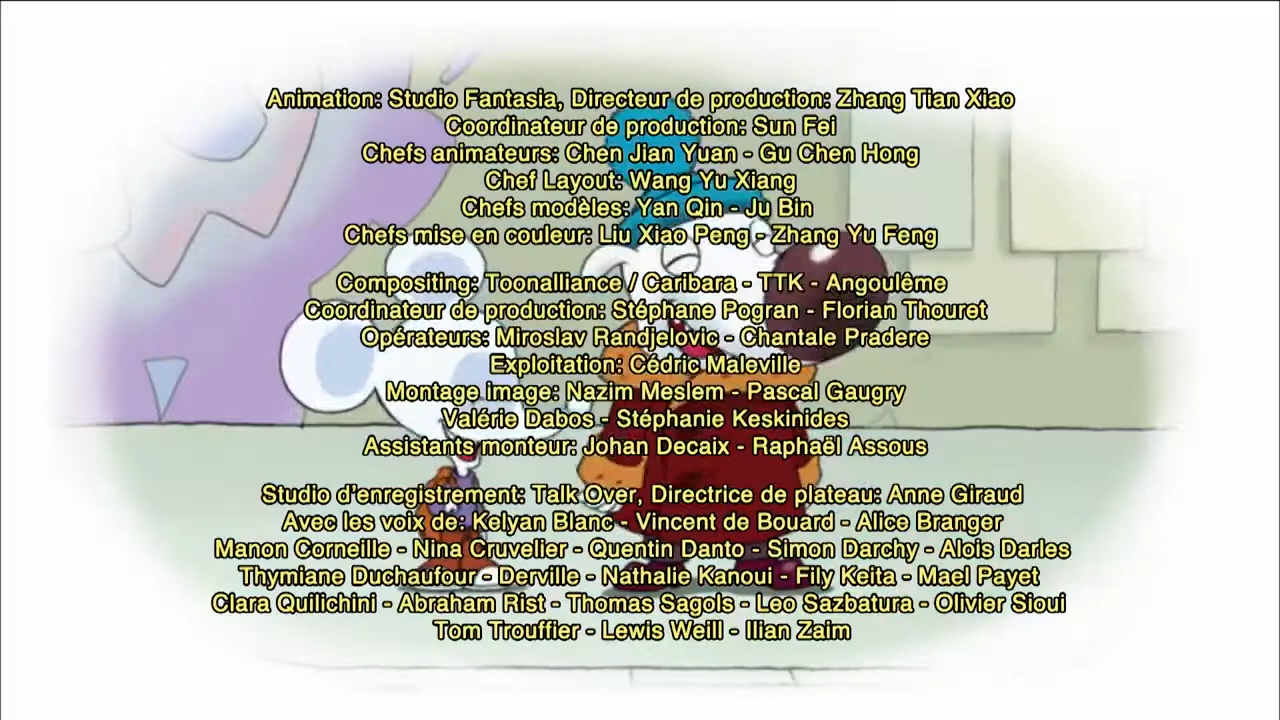 Animation: Studio Fantasia, Directeur de production: Zhang Tian Xiao
Coordinateur de production: Sun Fei
Chefs animateurs: Chen Jian Yuan - Gu Chen Hong
Chef Layout: Wang Yu Xiang
Chefs modèles: Yan Qin - Ju Bin
Chefs mise en couleur: Liu Xiao Peng - Zhang Yu Feng
Compositing: Toonalliance / Caribara - TTK - Angoulême
Coordinateur de production: Stéphane Pogran - Florian Thouret
Opérateurs: Miroslav Randjelovic - Chantale Pradere
Exploitation: Cédric Maleville
Montage image: Nazim Meslem - Pascal Gaugry
Valérie Dabos - Stéphanie Keskinides
Assistants monteur: Johan Decaix - Raphaël Assous
Studio d'enregistrement: Talk Over, Directrice de plateau: Anne Giraud
Avec les voix de: Kelyan Blanc - Vincent de Bouard - Alice Branger
Manon Corneille - Nina Cruvelier - Quentin Danto - Simon Darchy - Alois Darles
Thymiane Duchaufour - Derville - Nathalie Kanoui - Fily Keita - Mael Payet
Clara Quilichini - Abraham Rist - Thomas Sagols - Leo Sazbatura - Olivier Sioui
Tom Trouffier - Lewis Weill - Ilian Zaim